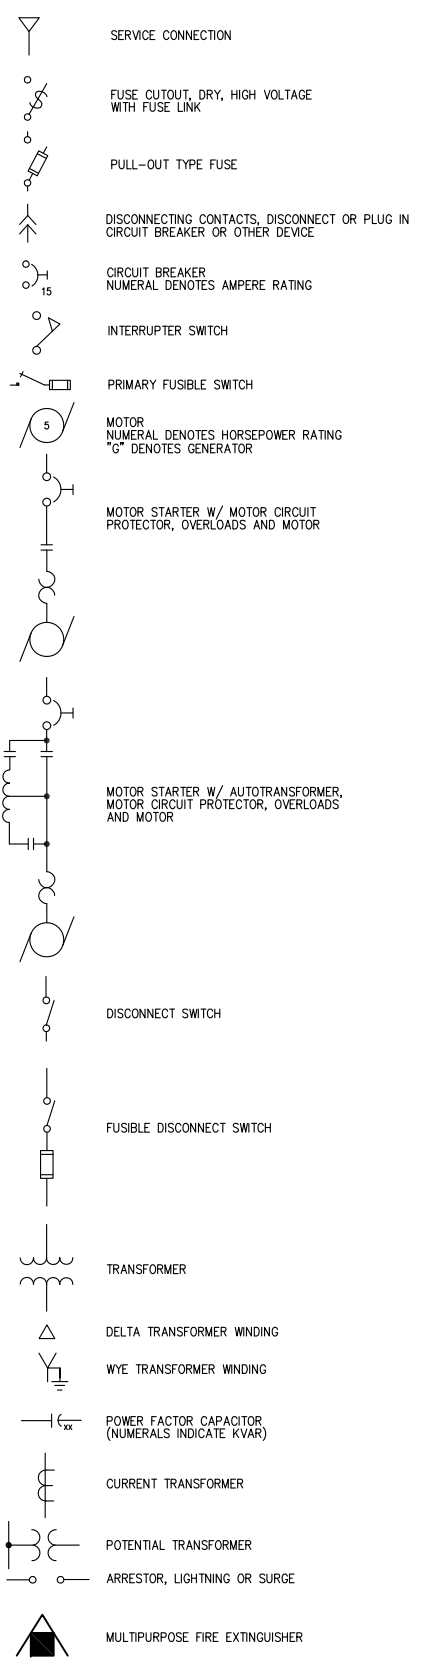 SERVICE CONNECTION
FUSE CUTOUT, DRY, HIGH VOLTAGE
WITH FUSE LINK
PULL-OUT TYPE FUSE
DISCONNECTING CONTACTS, DISCONNECT OR PLUG IN
CIRCUIT BREAKER OR OTHER DEVICE
CIRCUIT BREAKER
NUMERAL DENOTES AMPERE RATING
15
INTERRUPTER SWITCH
PRIMARY FUSIBLE SWITCH
5
MOTOR
NUMERAL DENOTES HORSEPOWER RATING
"G" DENOTES GENERATOR
MOTOR STARTER W/ MOTOR CIRCUIT
PROTECTOR, OVERLOADS AND MOTOR
MOTOR STARTER W/ AUTOTRANSFORMER,
MOTOR CIRCUIT PROTECTOR, OVERLOADS
AND MOTOR
DISCONNECT SWITCH
FUSIBLE DISCONNECT SWITCH
TRANSFORMER
DELTA TRANSFORMER WINDING
WYE TRANSFORMER WINDING
XX
POWER FACTOR CAPACITOR
(NUMERALS INDICATE KVAR)
CURRENT TRANSFORMER
POTENTIAL TRANSFORMER
ARRESTOR, LIGHTNING OR SURGE
MULTIPURPOSE FIRE EXTINGUISHER